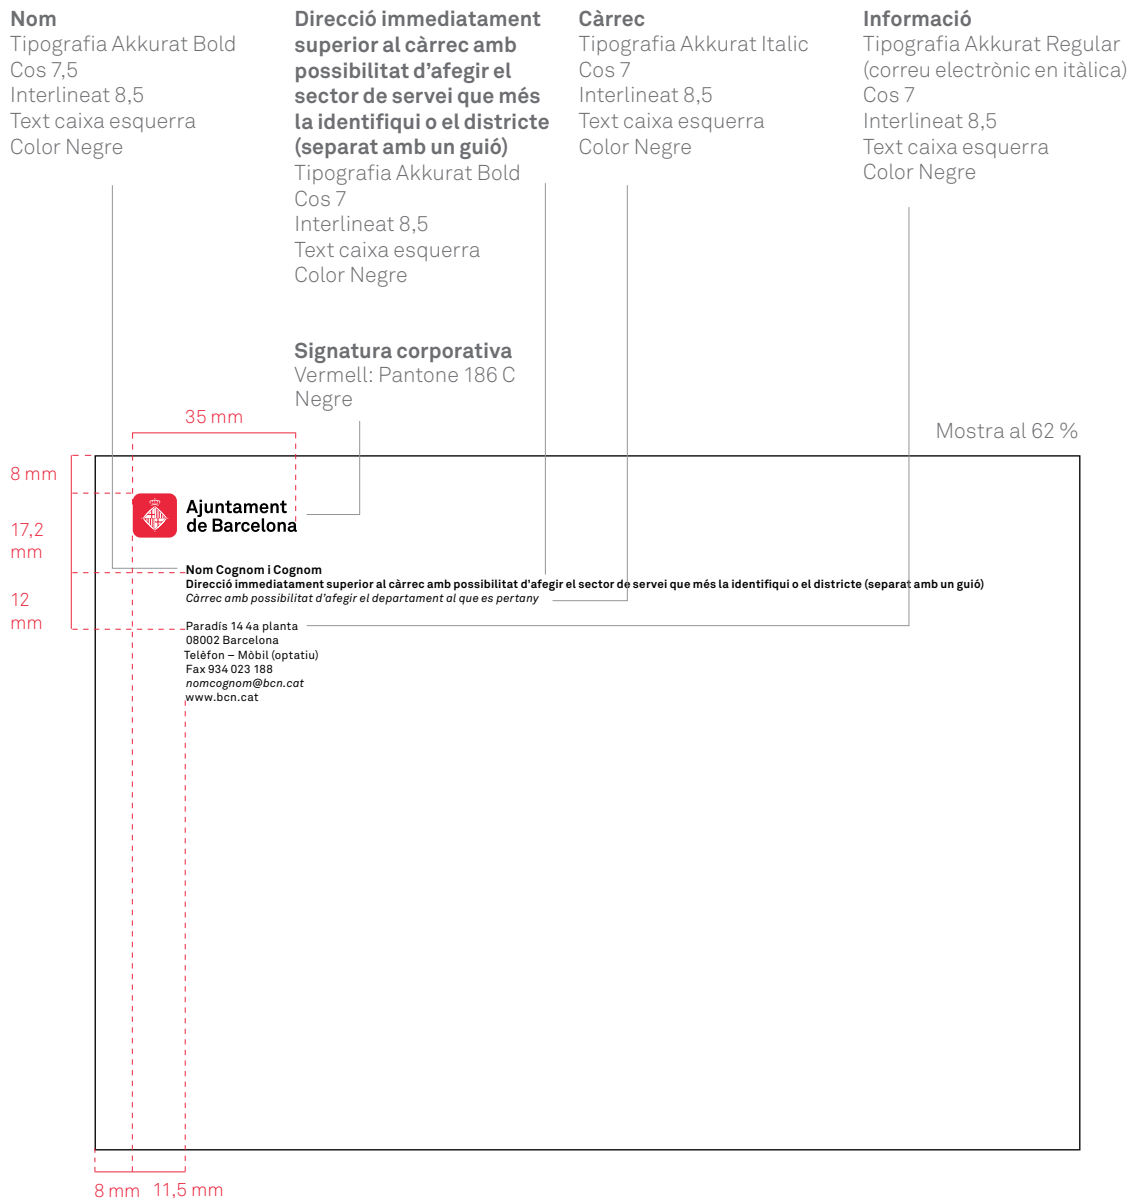 Nom
Tipografia Akkurat Bold
Cos 7,5
Interlineat 8,5
Text caixa esquerra
Color Negre
Direcció immediatament
superior al càrrec amb
possibilitat d’afegir el
sector de servei que més
la identifiqui o el districte
(separat amb un guió)
Tipografia Akkurat Bold
Cos 7
Interlineat 8,5
Text caixa esquerra
Color Negre
Càrrec
Tipografia Akkurat Italic
Cos 7
Interlineat 8,5
Text caixa esquerra
Color Negre
Informació
Tipografia Akkurat Regular
(correu electrònic en itàlica)
Cos 7
Interlineat 8,5
Text caixa esquerra
Color Negre
Signatura corporativa
Vermell: Pantone 186 C
Negre
35 mm
Mostra al 62 %
8 mm
17,2
mm
12
mm
Ajuntament
de Barcelona
Nom Cognom i Cognom
Direcció immediatament superior al càrrec amb possibilitat d'afegir el sector de servei que més la identifiqui o el districte (separat amb un guió)
Càrrec amb possibilitat d’afegir el departament al que es pertany
Paradís 14 4a planta
08002 Barcelona
Telèfon – Mòbil (optatiu)
Fax 934 023 188
nomcognom@bcn.cat
www.bcn.cat
8 mm
11,5 mm